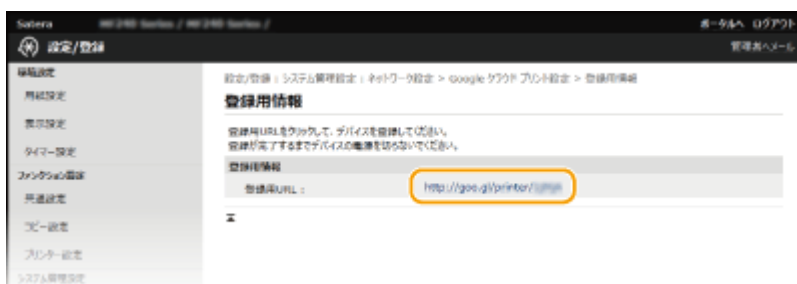 Satera MF240 Series / MF240 Series / ポータルへ ログアウト
設定/登録 管理者へメール
環境設定
用紙設定
表示設定
タイマー設定
ファンクション設定
共通設定
コピー設定
プリンター設定
システム管理設定
設定/登録 : システム管理設定 : ネットワーク設定 > Google クラウド プリント設定 > 登録用情報
登録用情報
登録用URLをクリックして、デバイスを登録してください。
登録が完了するまでデバイスの電源を切らないでください。
登録用情報
登録用URL :
http://goo.gl/printer/